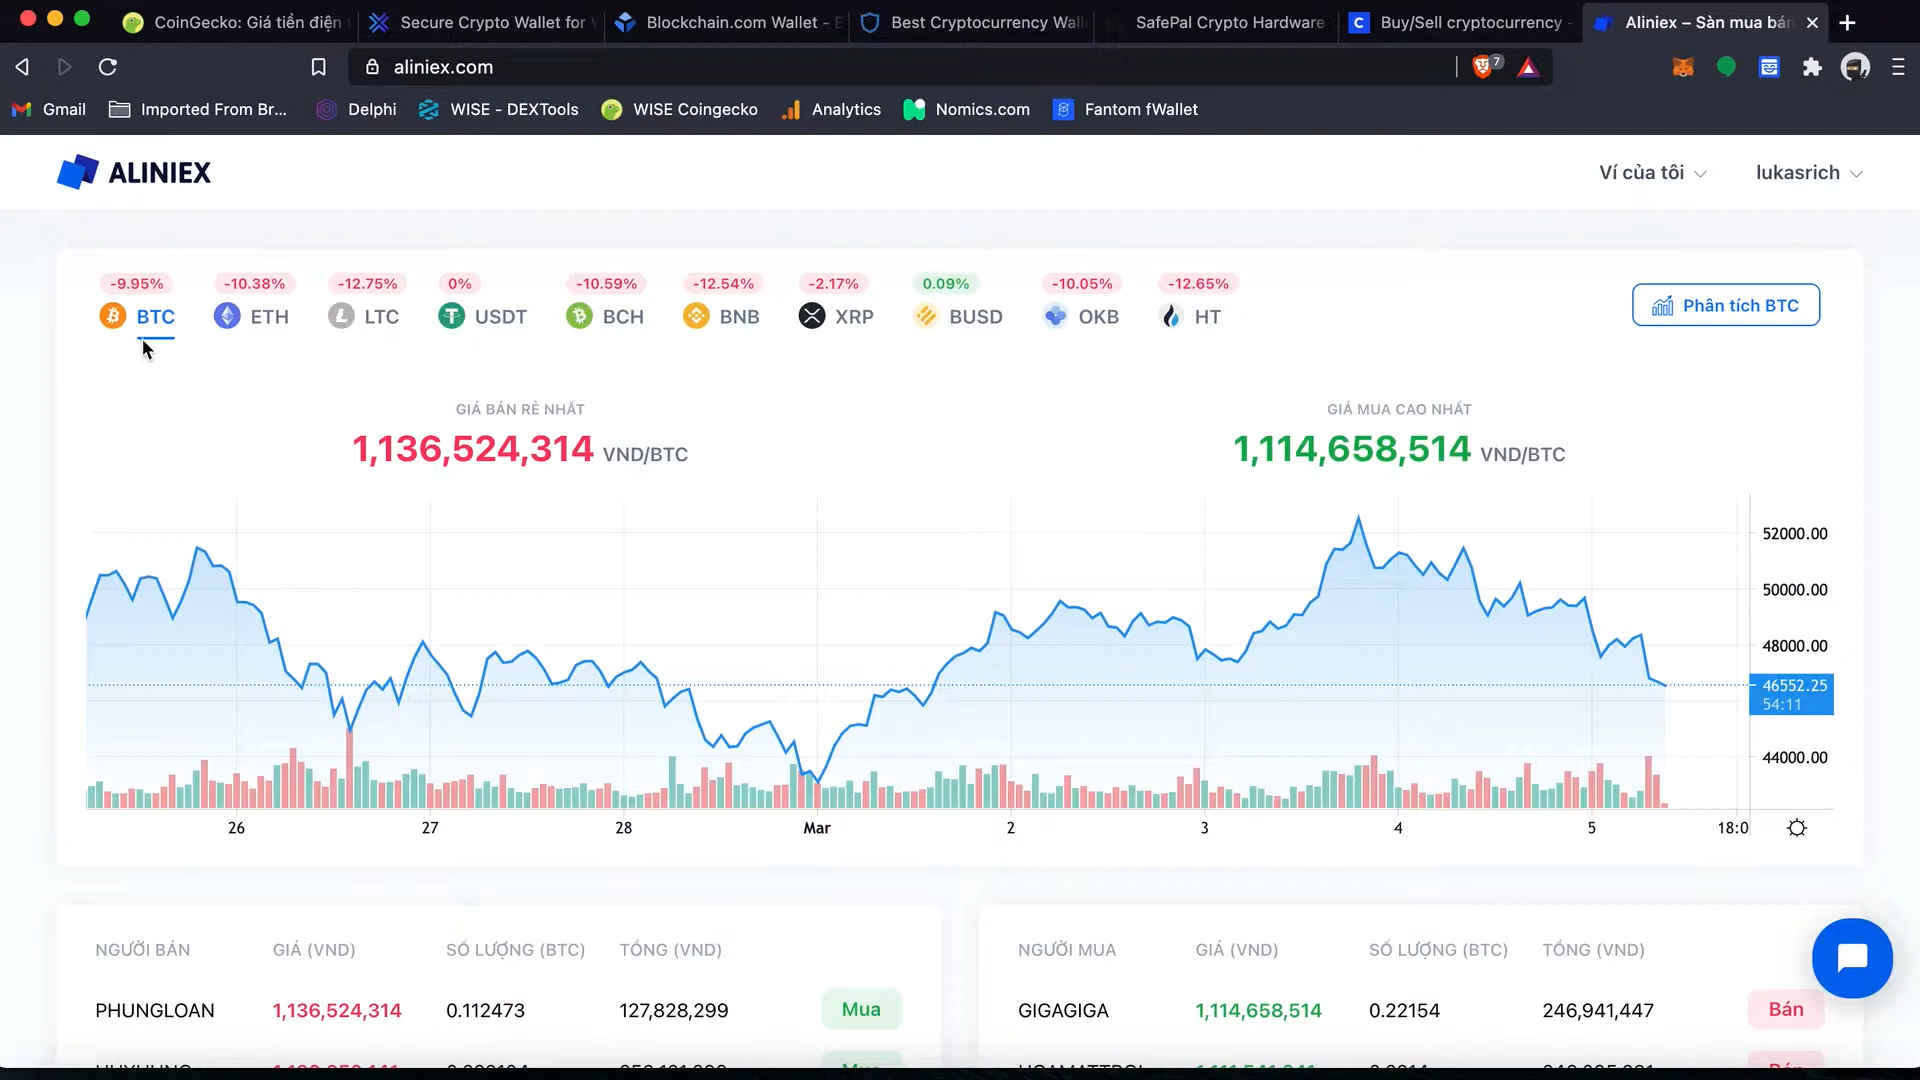 CoinGecko: Giá tiền điện
Secure Crypto Wallet for
Blockchain.com Wallet - E
Best Cryptocurrency Wall
SafePal Crypto Hardware
Buy/Sell cryptocurrency -
Aliniex – Sàn mua bán
aliniex.com
7
Gmail
Imported From Br...
Delphi
WISE - DEXTools
WISE Coingecko
Analytics
Nomics.com
Fantom fWallet
ALINIEX
Ví của tôi
lukasrich
-9.95% -10.38% -12.75% 0% -10.59% -12.54% -2.17% 0.09% -10.05% -12.65%
BTC ETH LTC USDT BCH BNB XRP BUSD OKB HT
Phân tích BTC
GIÁ BÁN RẺ NHẤT
1,136,524,314 VND/BTC
GIÁ MUA CAO NHẤT
1,114,658,514 VND/BTC
52000.00
50000.00
48000.00
46552.25
54:11
44000.00
26 27 28 Mar 2 3 4 5 18:0
NGƯỜI BÁN GIÁ (VND) SỐ LƯỢNG (BTC) TỔNG (VND)
PHUNGLOAN 1,136,524,314 0.112473 127,828,299 Mua
NGƯỜI MUA GIÁ (VND) SỐ LƯỢNG (BTC) TỔNG (VND)
GIGAGIGA 1,114,658,514 0.22154 246,941,447 Bán